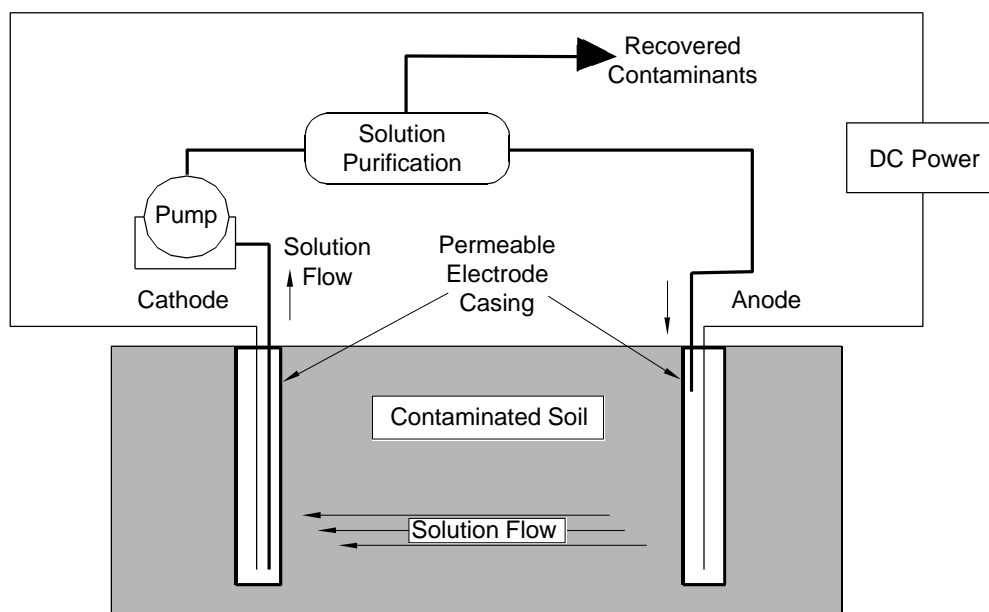 Recovered
Contaminants
Solution
Purification
DC Power
Pump
Solution
Flow
Permeable
Electrode
Casing
Cathode
Anode
Contaminated Soil
Solution Flow